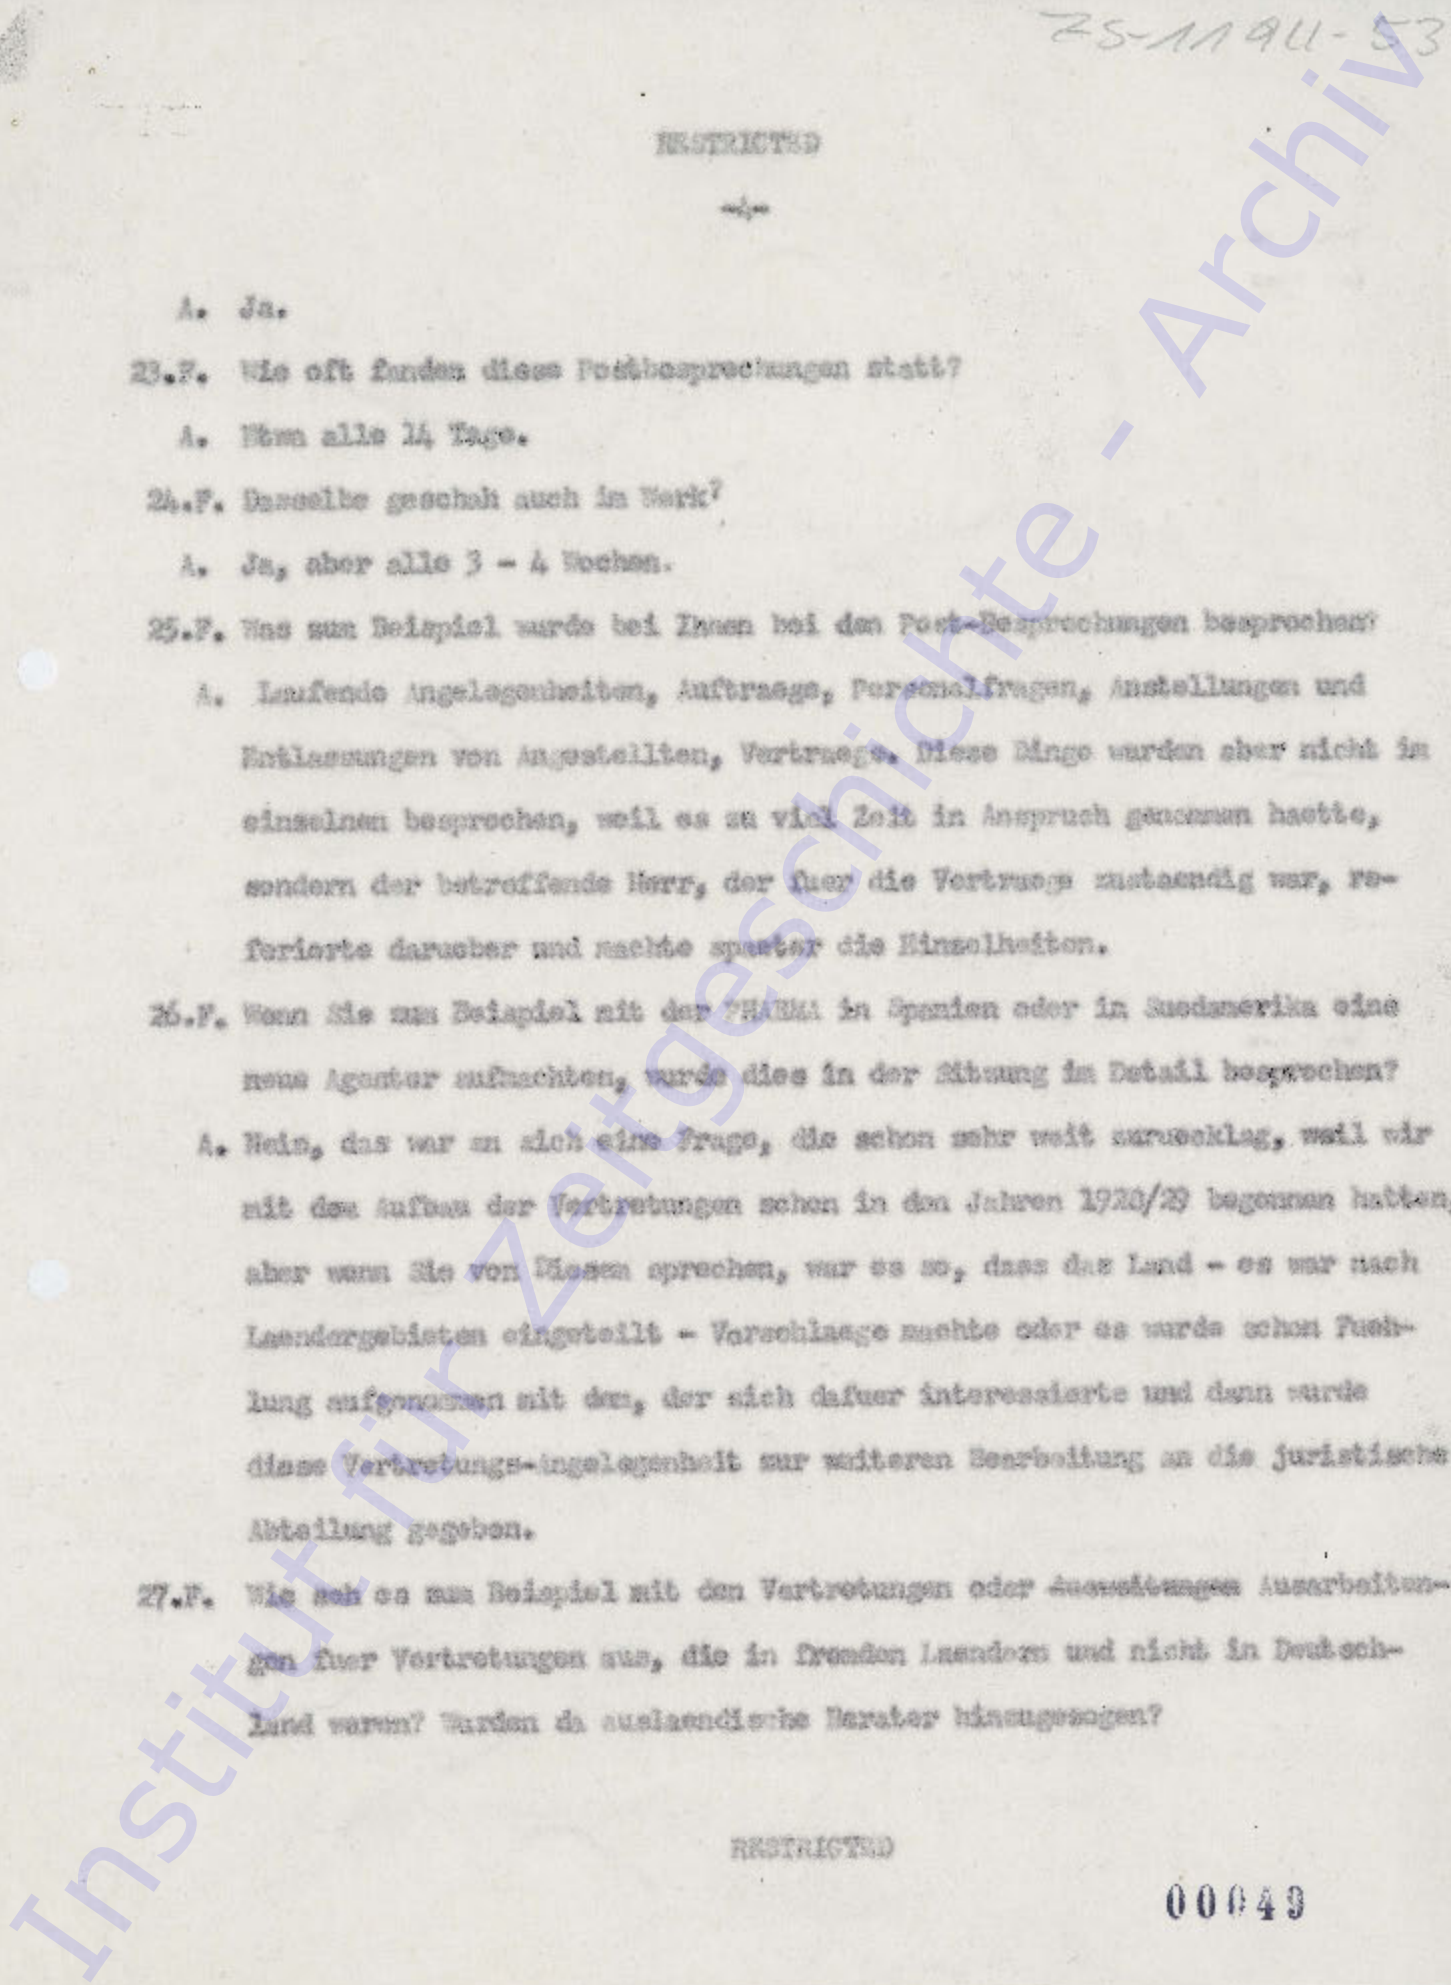 ZS-1194-53
RESTRICTED
-4-
A. Ja.
23.F. Wie oft fanden diese Postbesprechungen statt?
A. Etwa alle 14 Tage.
24.F. Dasselbe geschah auch im Werk?
A. Ja, aber alle 3 - 4 Wochen.
25.F. Was zum Beispiel wurde bei Ihnen bei den Post-Besprechungen besprochen?
A. Laufende Angelegenheiten, Auftraege, Personalfragen, Anstellungen und
Entlassungen von Angestellten, Vertraege. Diese Dinge wurden aber nicht im
einzelnen besprochen, weil es zu viel Zeit in Anspruch genommen haette,
sondern der betreffende Herr, der fuer die Vertraege zustaendig war, re-
ferierte darueber und machte spaeter die Einzelheiten.
26.F. Wenn Sie zum Beispiel mit der PHARMA in Spanien oder in Suedamerika eine
neue Agentur aufmachten, wurde dies in der Sitzung im Detail besprochen?
A. Nein, das war an sich eine Frage, die schon sehr weit zuruecklag, weil wir
mit dem Aufbau der Vertretungen schon in den Jahren 1928/29 begonnen hatten,
aber wenn Sie von Diesem sprechen, war es so, dass das Land - es war nach
Laendergebieten eingeteilt - Vorschlaege machte oder es wurde schon Fueh-
lung aufgenommen mit dem, der sich dafuer interessierte und dann wurde
diese Vertretungs-Angelegenheit zur weiteren Bearbeitung an die juristische
Abteilung gegeben.
27.F. Wie sah es zum Beispiel mit den Vertretungen oder Ausweitungen Ausarbeitun-
gen fuer Vertretungen aus, die in fremden Laendern und nicht in Deutsch-
land waren? Wurden da auslaendische Berater hinzugezogen?
RESTRICTED
00049
Institut für Zeitgeschichte - Archiv